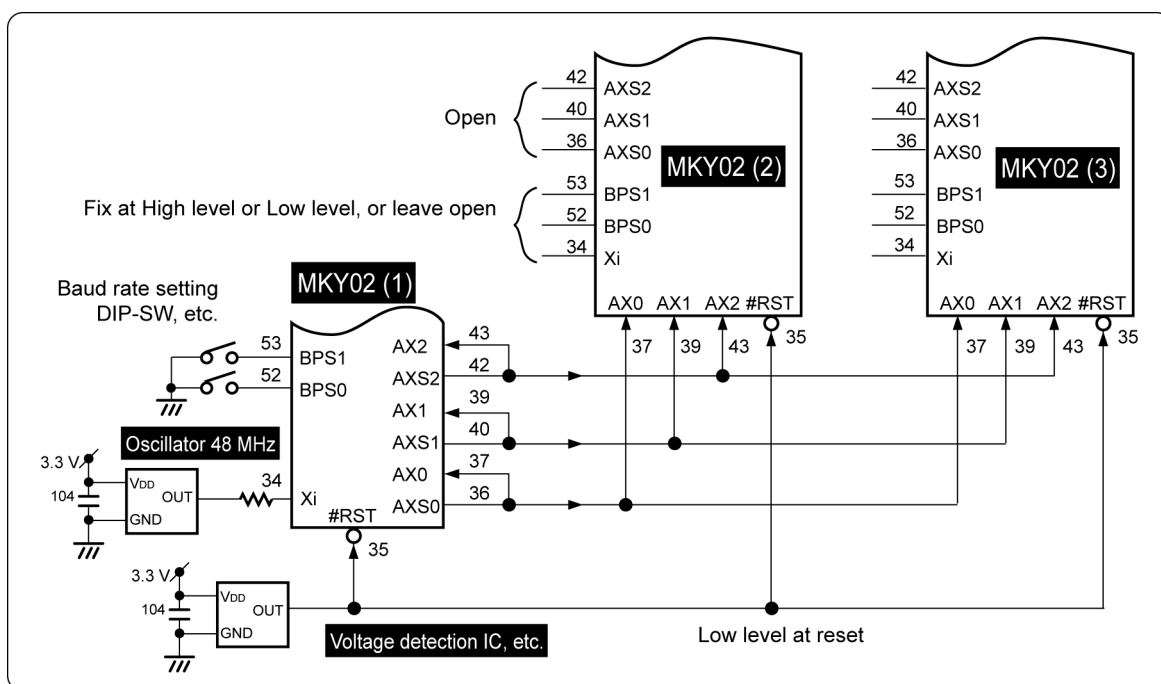 42
AXS2
40
AXS1
36
AXS0
Open
53
BPS1
52
BPS0
34
Xi
Fix at High level or Low level, or leave open
MKY02 (2)
AX0 AX1 AX2 #RST
37 39 43 35
42
AXS2
40
AXS1
36
AXS0
53
BPS1
52
BPS0
34
Xi
MKY02 (3)
AX0 AX1 AX2 #RST
37 39 43 35
MKY02 (1)
Baud rate setting
DIP-SW, etc.
53
BPS1
52
BPS0
Oscillator 48 MHz
3.3 V
104
VDD
OUT
GND
34
Xi
#RST
35
AX2
43
AXS2
42
AX1
39
AXS1
40
AX0
37
AXS0
36
3.3 V
104
VDD
OUT
GND
Voltage detection IC, etc.
Low level at reset